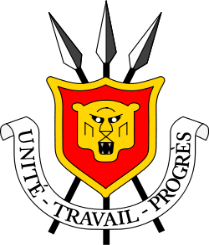 UNITÉ - TRAVAIL - PROGRÈS